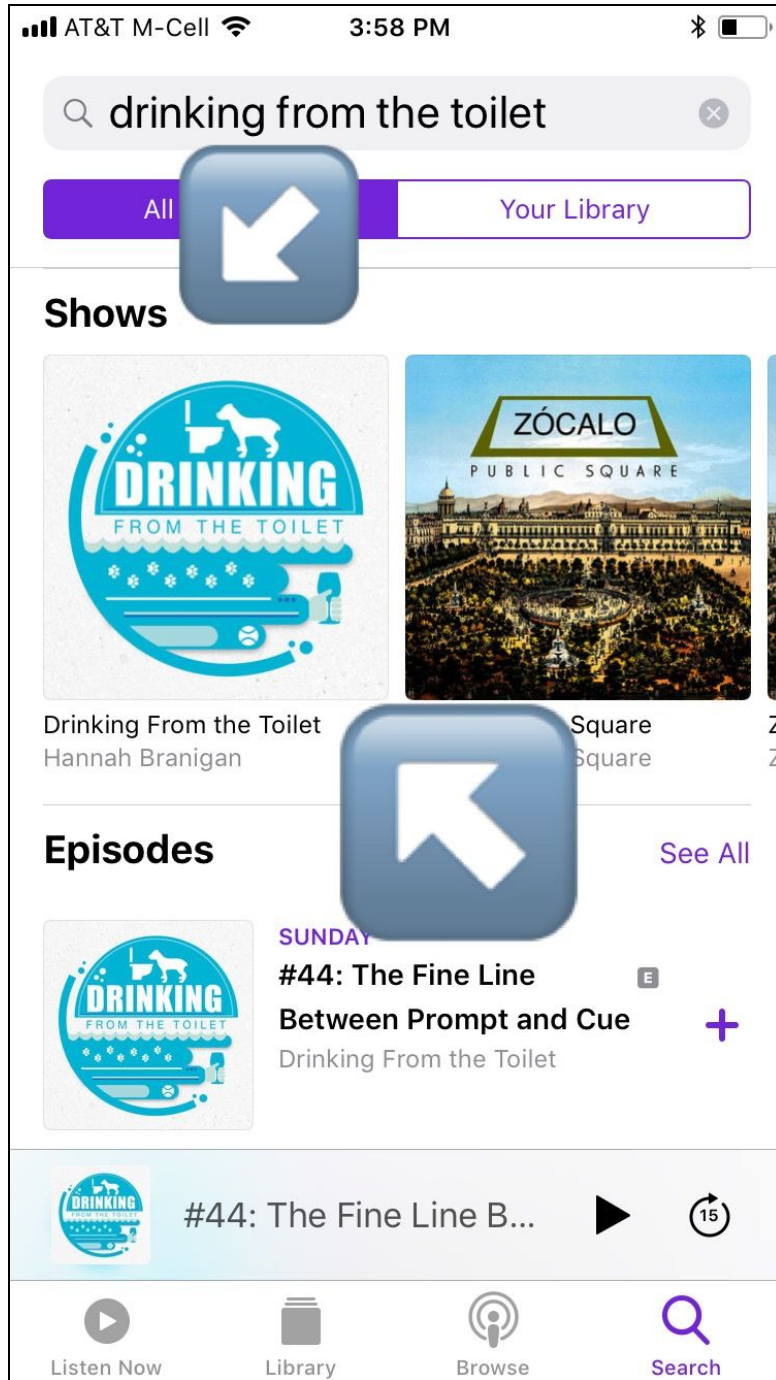 AT&T M-Cell 3:58 PM
drinking from the toilet
All
Your Library
Shows
DRINKING
FROM THE TOILET
ZÓCALO
PUBLIC SQUARE
Drinking From the Toilet
Hannah Branigan
Square
Square
Z
Z
Episodes
See All
DRINKING
FROM THE TOILET
SUNDAY
#44: The Fine Line
E
Between Prompt and Cue
Drinking From the Toilet
DRINKING
FROM THE TOILET
#44: The Fine Line B...
15
Listen Now
Library
Browse
Search